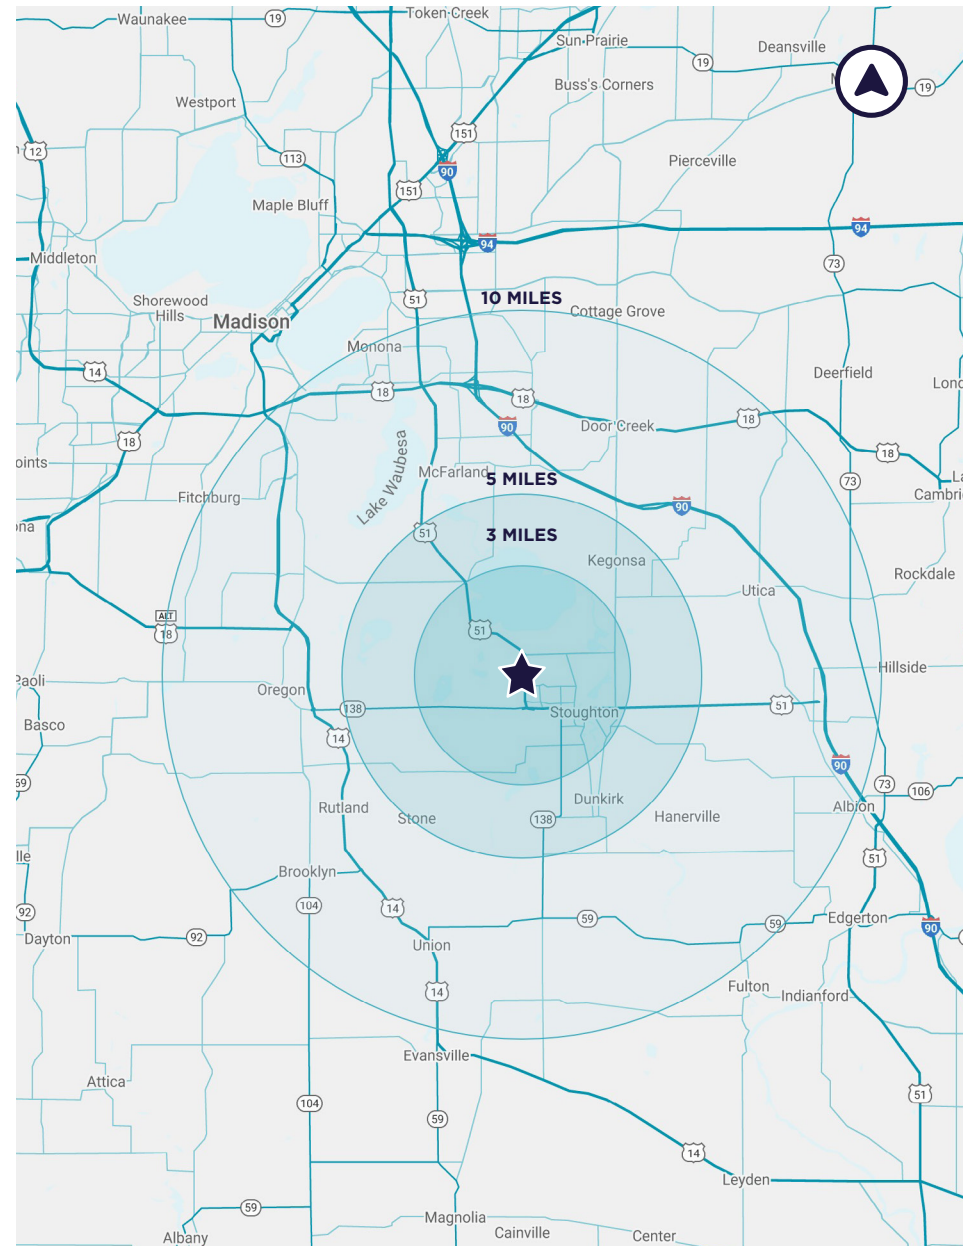 Waunakee
19
Token Creek
Sun Prairie
Deansville
19
19
Buss's Corners
Westport
151
12
113
90
Pierceville
151
Maple Bluff
94
94
73
Middleton
Shorewood
Hills
51
10 MILES
Cottage Grove
Madison
Monona
14
Deerfield
18
18
18
90
Door Creek
18
18
McFarland
5 MILES
73
Lake Waubesa
Fitchburg
90
51
3 MILES
Kegonsa
Rockdale
Utica
ALT
18
51
Hillside
Paoli
Oregon
138
Stoughton
51
Basco
14
90
69
73
106
Rutland
Stone
138
Dunkirk
Hanerville
Albion
51
Brooklyn
92
104
14
59
59
Edgerton
90
Dayton
92
Union
14
Fulton
Indianford
Evansville
Attica
104
59
51
14
Leyden
59
Magnolia
Cainville
Center
Albany